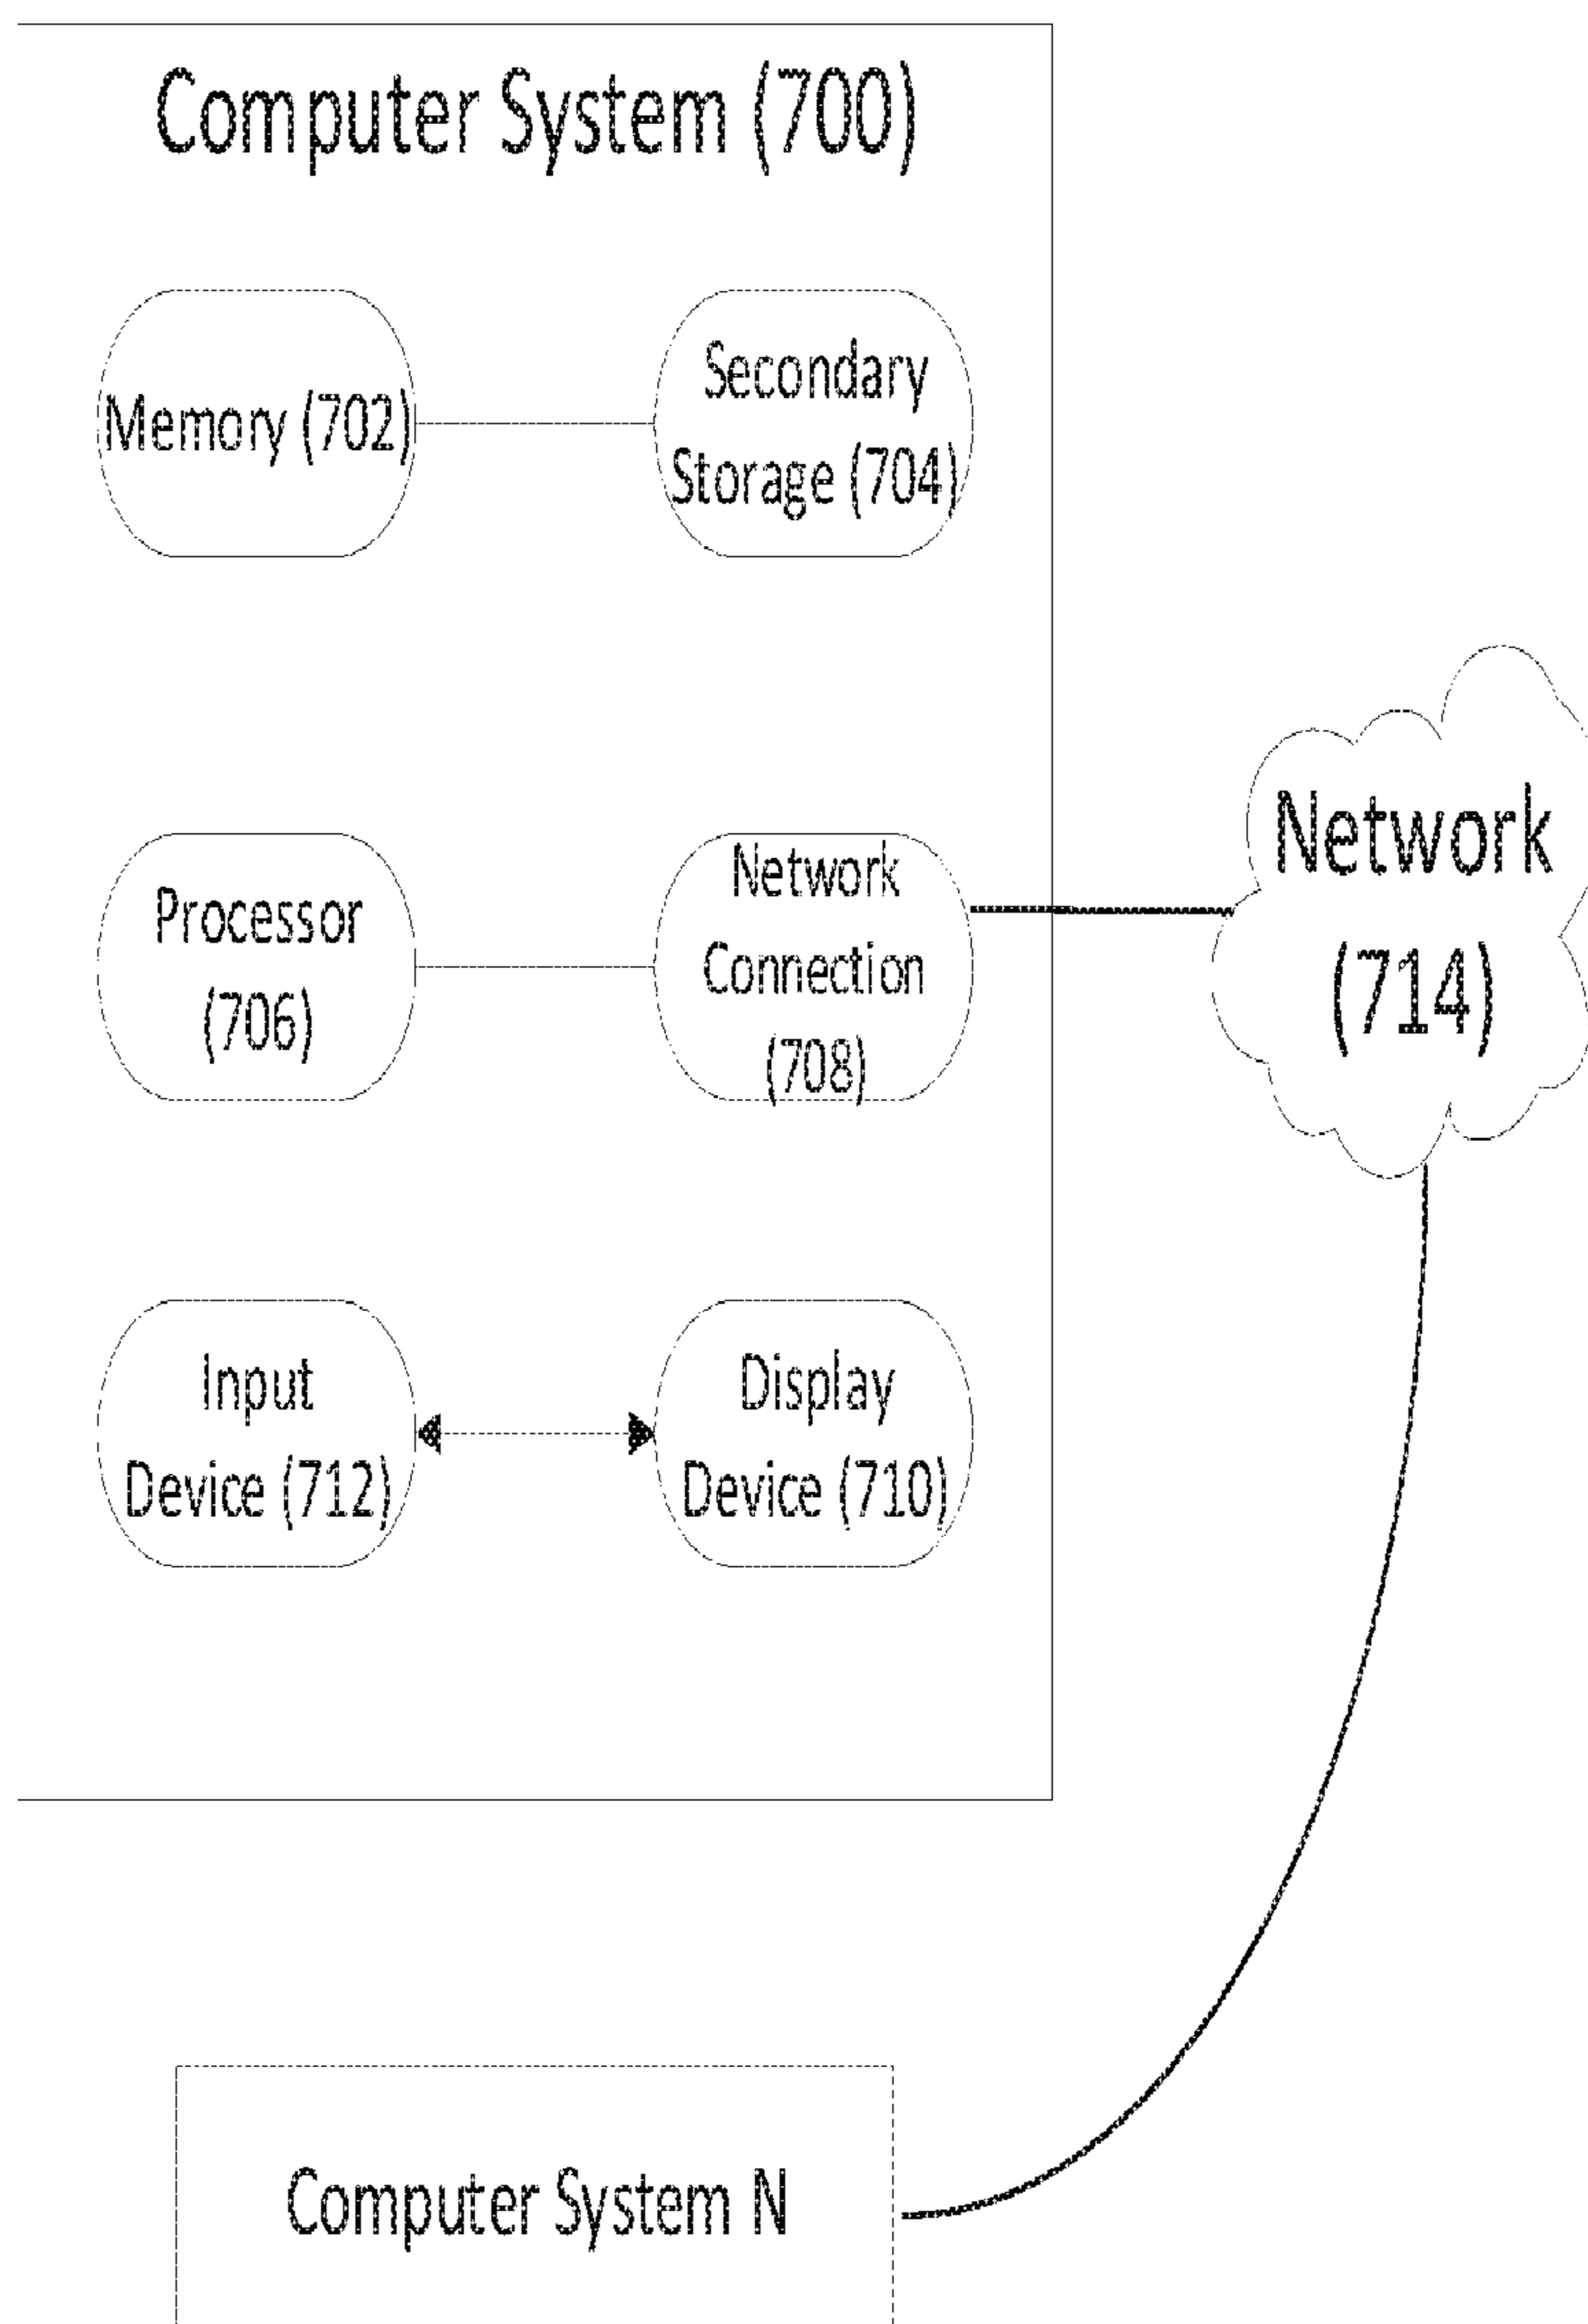 Computer System (700)
Memory (702)
Secondary
Storage (704)
Processor
(706)
Network
Connection
(708)
Network
(714)
Input
Device (712)
Display
Device (710)
Computer System N